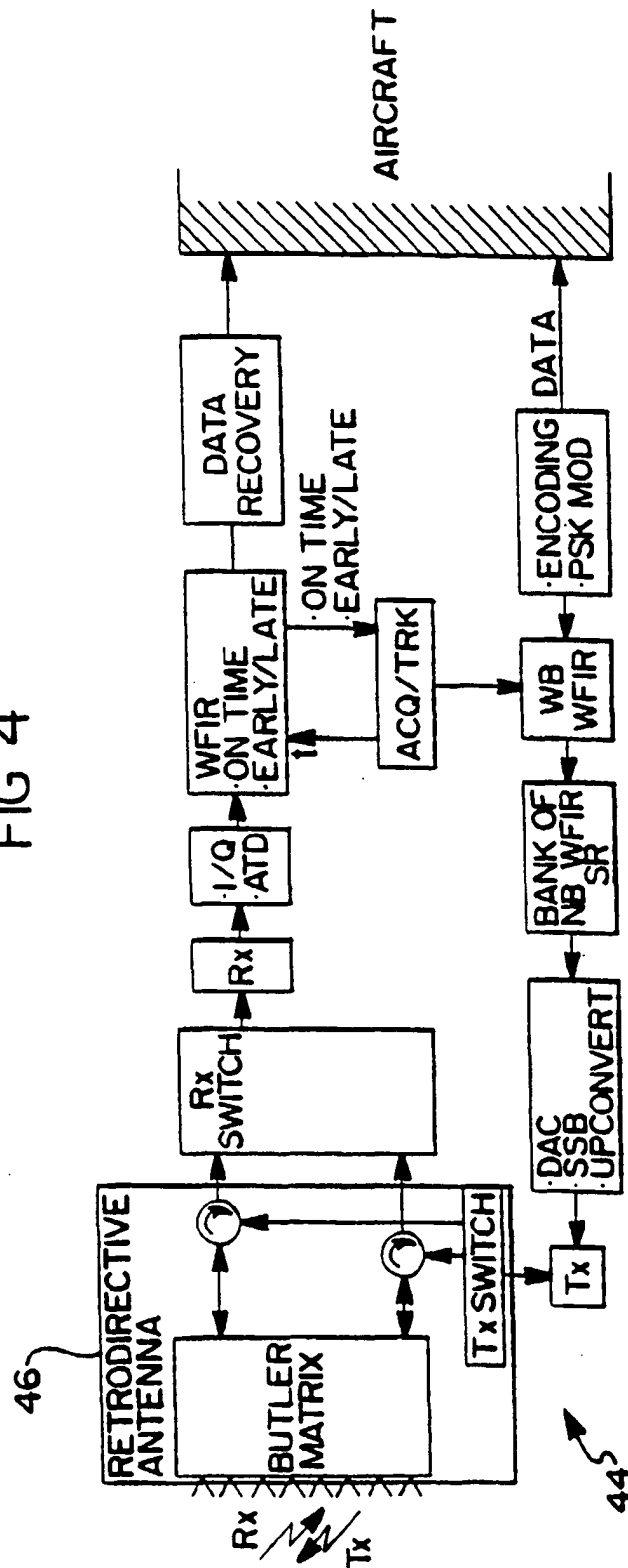 FIG 4
46
RETRODIRECTIVE
ANTENNA
BUTLER
MATRIX
Rx
Tx
Tx SWITCH
Rx
SWITCH
Rx
·I/Q
ATD
WFIR
·ON TIME
·EARLY/LATE
t
·ON TIME
EARLY/LATE
ACQ/TRK
DATA
RECOVERY
AIRCRAFT
DATA
·ENCODING
·PSK MOD
WB
WFIR
BANK OF
NB WFIR
SR
·DAC
SSB
·UPCONVERT
Tx
44